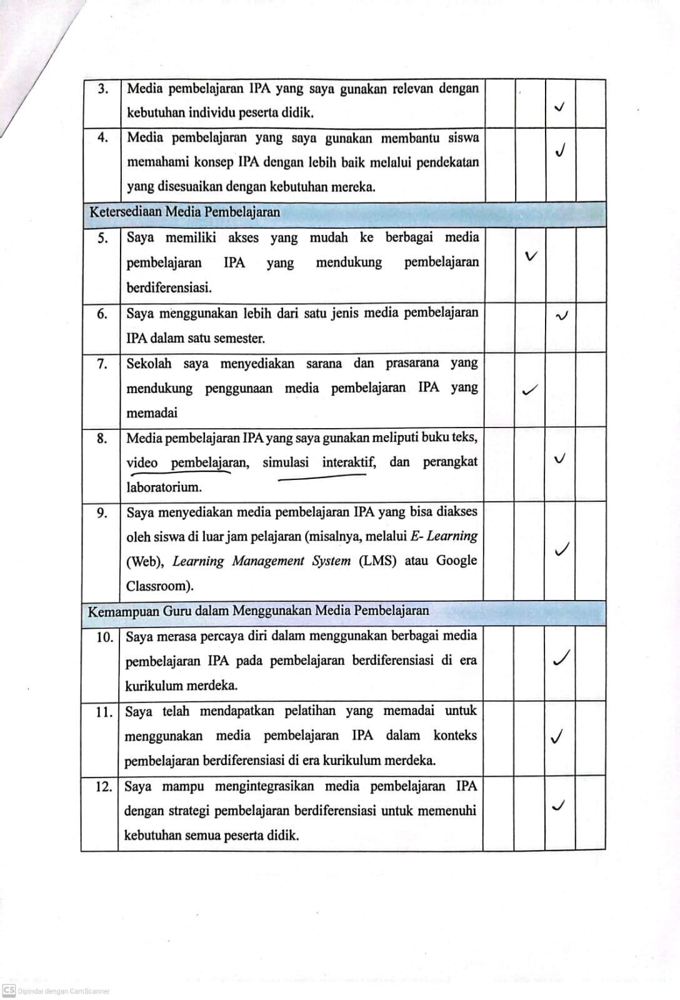 3. Media pembelajaran IPA yang saya gunakan relevan dengan
kebutuhan individu peserta didik.
4. Media pembelajaran yang saya gunakan membantu siswa
memahami konsep IPA dengan lebih baik melalui pendekatan
yang disesuaikan dengan kebutuhan mereka.
Ketersediaan Media Pembelajaran
5. Saya memiliki akses yang mudah ke berbagai media
pembelajaran IPA yang mendukung pembelajaran
berdiferensiasi.
6. Saya menggunakan lebih dari satu jenis media pembelajaran
IPA dalam satu semester.
7. Sekolah saya menyediakan sarana dan prasarana yang
mendukung penggunaan media pembelajaran IPA yang
memadai
8. Media pembelajaran IPA yang saya gunakan meliputi buku teks,
video pembelajaran, simulasi interaktif, dan perangkat
laboratorium.
9. Saya menyediakan media pembelajaran IPA yang bisa diakses
oleh siswa di luar jam pelajaran (misalnya, melalui E- Learning
(Web), Learning Management System (LMS) atau Google
Classroom).
Kemampuan Guru dalam Menggunakan Media Pembelajaran
10. Saya merasa percaya diri dalam menggunakan berbagai media
pembelajaran IPA pada pembelajaran berdiferensiasi di era
kurikulum merdeka.
11. Saya telah mendapatkan pelatihan yang memadai untuk
menggunakan media pembelajaran IPA dalam konteks
pembelajaran berdiferensiasi di era kurikulum merdeka.
12. Saya mampu mengintegrasikan media pembelajaran IPA
dengan strategi pembelajaran berdiferensiasi untuk memenuhi
kebutuhan semua peserta didik.
CS Dipindai dengan CamScanner